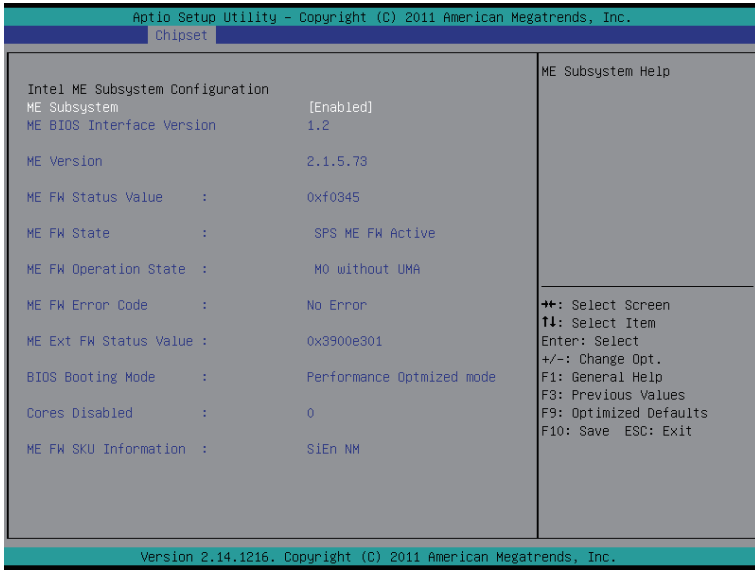 Aptio Setup Utility – Copyright (C) 2011 American Megatrends, Inc.
Chipset
Intel ME Subsystem Configuration
ME Subsystem [Enabled]
ME BIOS Interface Version 1.2
ME Version 2.1.5.73
ME FW Status Value : 0xf0345
ME FW State : SPS ME FW Active
ME FW Operation State : M0 without UMA
ME FW Error Code : No Error
ME Ext FW Status Value : 0x3900e301
BIOS Booting Mode : Performance Optmized mode
Cores Disabled : 0
ME FW SKU Information : SiEn NM
ME Subsystem Help
→←: Select Screen
↑↓: Select Item
Enter: Select
+/-: Change Opt.
F1: General Help
F3: Previous Values
F9: Optimized Defaults
F10: Save ESC: Exit
Version 2.14.1216. Copyright (C) 2011 American Megatrends, Inc.